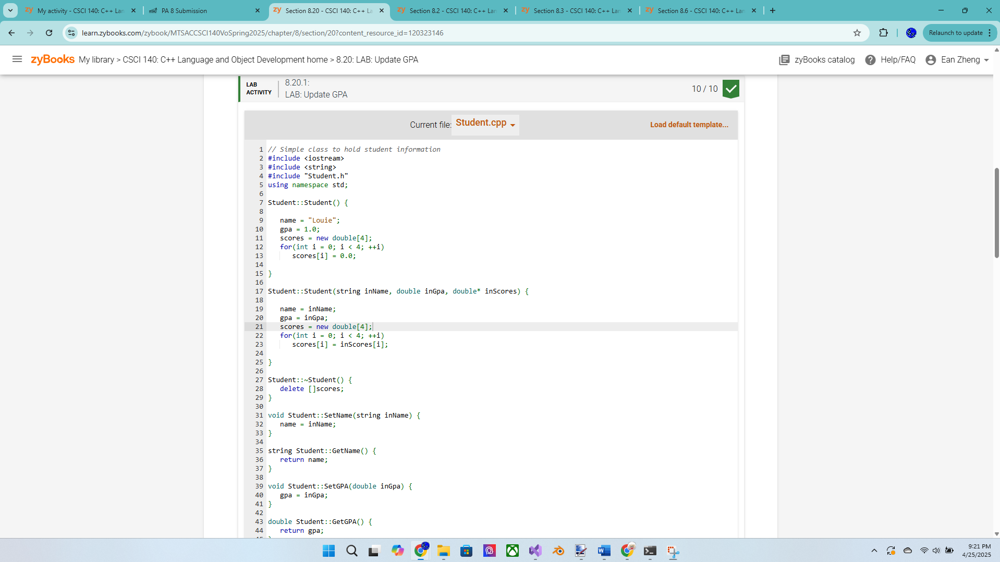 My activity - CSCI 140: C++ Lan
PA 8 Submission
Section 8.20 - CSCI 140: C++ La
Section 8.2 - CSCI 140: C++ Lan
Section 8.3 - CSCI 140: C++ Lan
Section 8.6 - CSCI 140: C++ Lan
learn.zybooks.com/zybook/MTSACCSCI140VoSpring2025/chapter/8/section/20?content_resource_id=120323146
Relaunch to update
zyBooks My library > CSCI 140: C++ Language and Object Development home > 8.20: LAB: Update GPA
zyBooks catalog
Help/FAQ
Ean Zheng
LAB
ACTIVITY
8.20.1:
LAB: Update GPA
10 / 10
Current file: Student.cpp
Load default template...
1 // Simple class to hold student information
2 #include <iostream>
3 #include <string>
4 #include "Student.h"
5 using namespace std;
6
7 Student::Student() {
8
9    name = "Louie";
10    gpa = 1.0;
11    scores = new double[4];
12    for(int i = 0; i < 4; ++i)
13       scores[i] = 0.0;
14
15 }
16
17 Student::Student(string inName, double inGpa, double* inScores) {
18
19    name = inName;
20    gpa = inGpa;
21    scores = new double[4];
22    for(int i = 0; i < 4; ++i)
23       scores[i] = inScores[i];
24
25 }
26
27 Student::~Student() {
28    delete []scores;
29 }
30
31 void Student::SetName(string inName) {
32    name = inName;
33 }
34
35 string Student::GetName() {
36    return name;
37 }
38
39 void Student::SetGPA(double inGpa) {
40    gpa = inGpa;
41 }
42
43 double Student::GetGPA() {
44    return gpa;
9:21 PM
4/25/2025